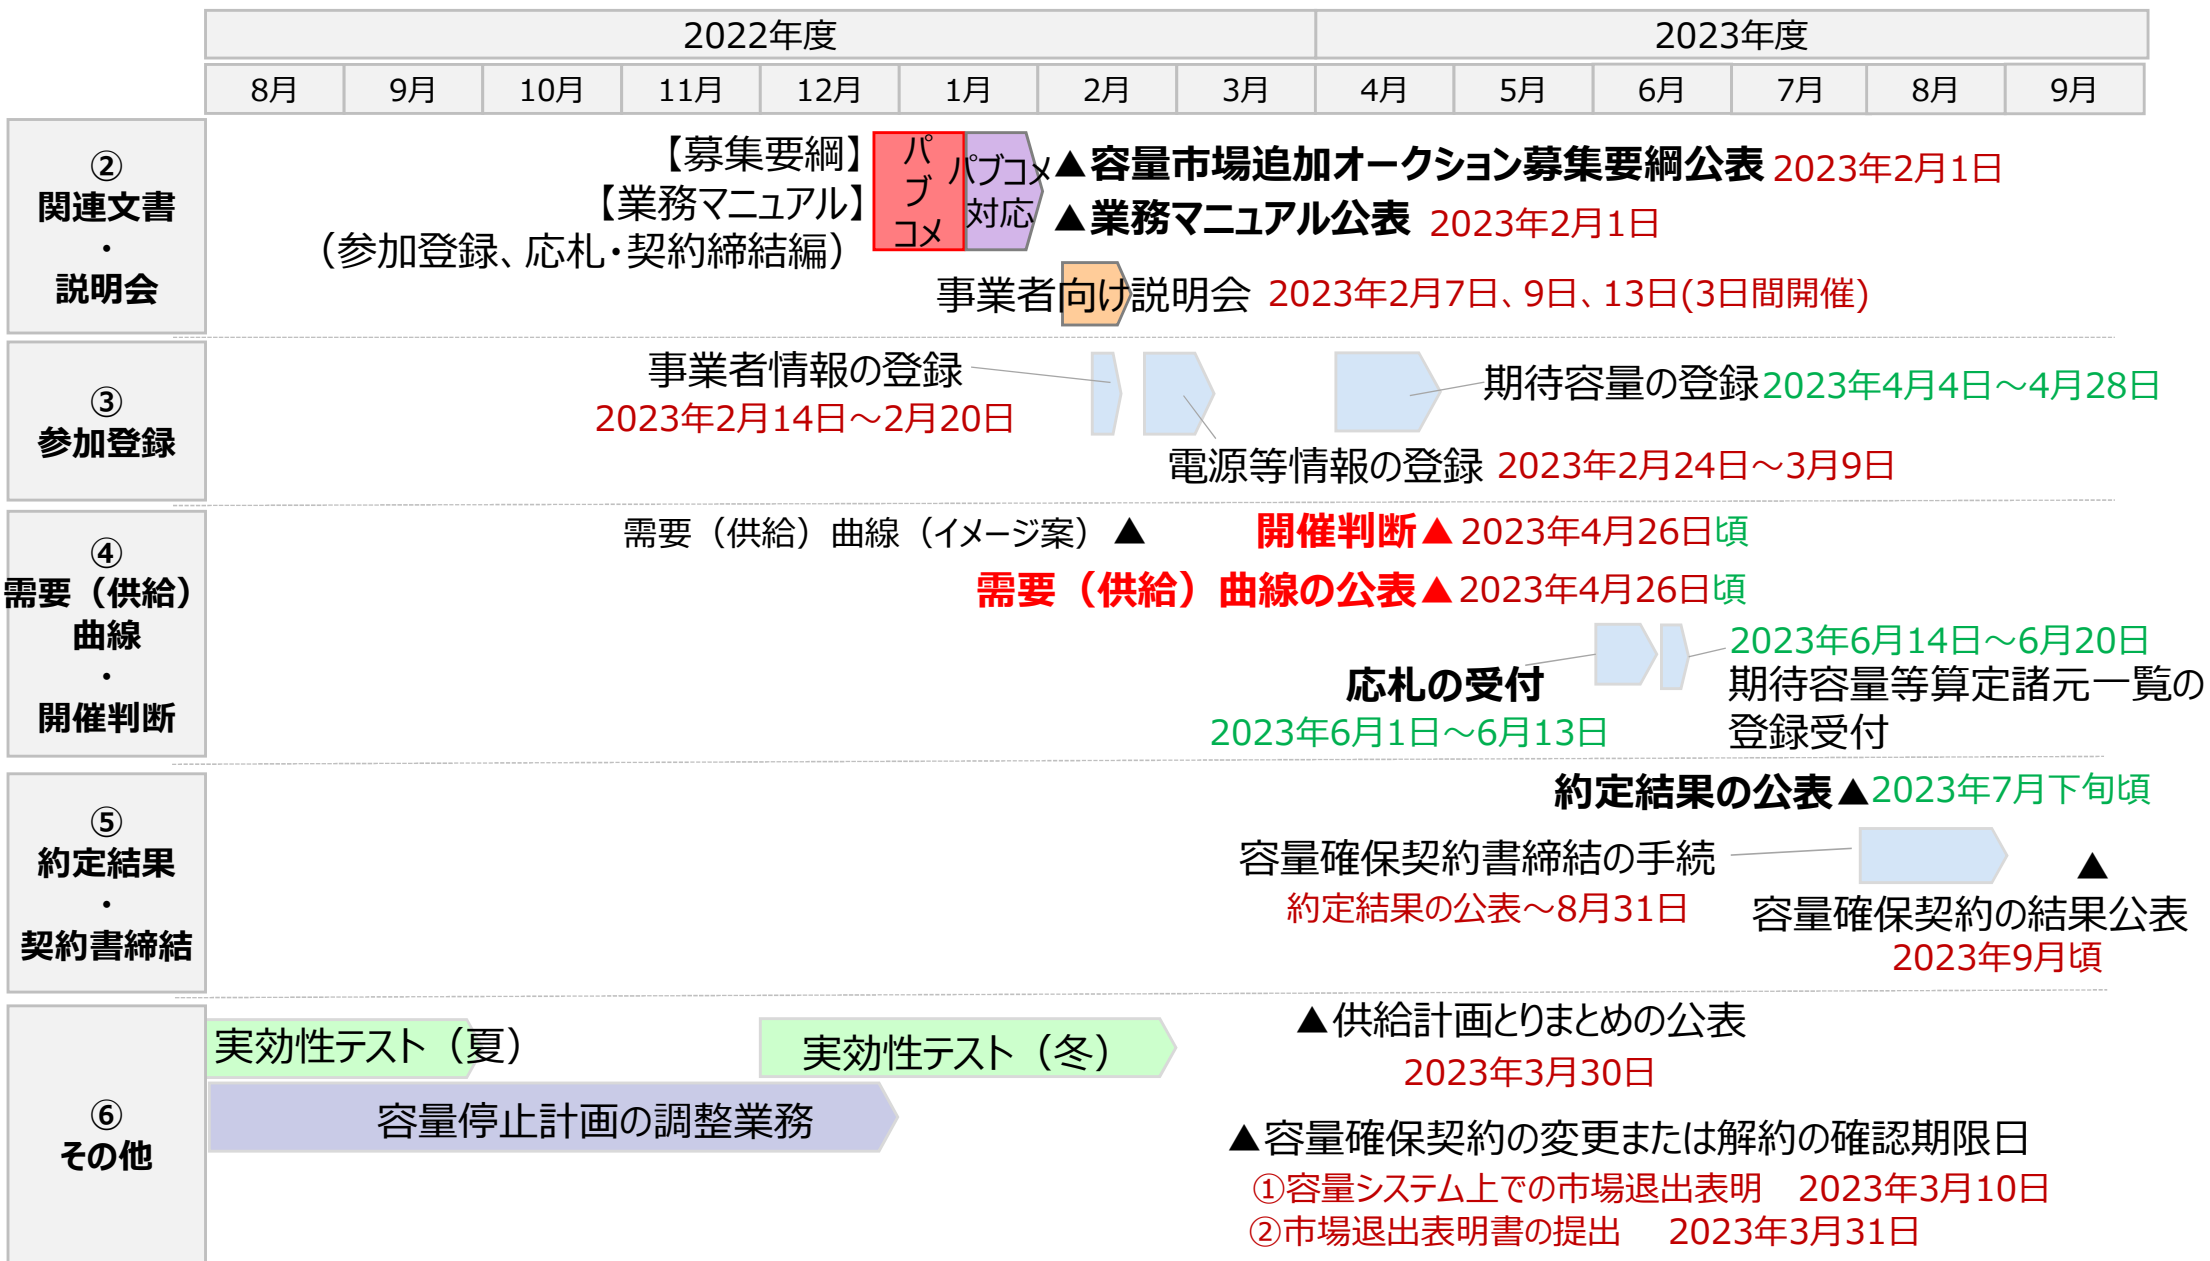 2022年度
2023年度
8月
9月
10月
11月
12月
1月
2月
3月
4月
5月
6月
7月
8月
9月
②
関連文書
・
説明会
【募集要綱】
【業務マニュアル】
（参加登録、応札・契約締結編）
パ
ブ
コメ
パブコメ
対応
▲容量市場追加オークション募集要綱公表 2023年2月1日
▲業務マニュアル公表 2023年2月1日
事業者向け説明会 2023年2月7日、9日、13日(3日間開催)
③
参加登録
事業者情報の登録
2023年2月14日～2月20日
期待容量の登録 2023年4月4日～4月28日
電源等情報の登録 2023年2月24日～3月9日
④
需要（供給）
曲線
・
開催判断
需要（供給）曲線（イメージ案）▲
開催判断▲ 2023年4月26日頃
需要（供給）曲線の公表▲ 2023年4月26日頃
応札の受付
2023年6月1日～6月13日
2023年6月14日～6月20日
期待容量等算定諸元一覧の
登録受付
⑤
約定結果
・
契約書締結
約定結果の公表▲2023年7月下旬頃
容量確保契約書締結の手続
約定結果の公表～8月31日
▲
容量確保契約の結果公表
2023年9月頃
⑥
その他
実効性テスト（夏）
実効性テスト（冬）
容量停止計画の調整業務
▲供給計画とりまとめの公表
2023年3月30日
▲容量確保契約の変更または解約の確認期限日
①容量システム上での市場退出表明 2023年3月10日
②市場退出表明書の提出 2023年3月31日